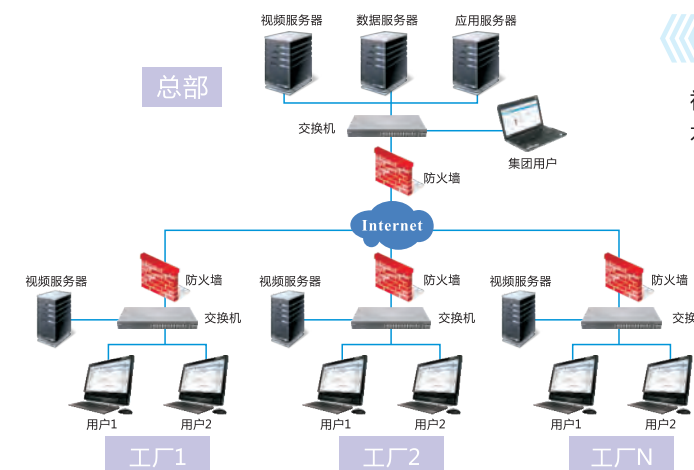 视频服务器 数据服务器 应用服务器
总部
交换机
集团用户
防火墙
Internet
防火墙 防火墙 防火墙
视频服务器 视频服务器 视频服务器
交换机 交换机 交换
用户1 用户2 用户1 用户2 用户1 用户2
工厂1 工厂2 工厂N